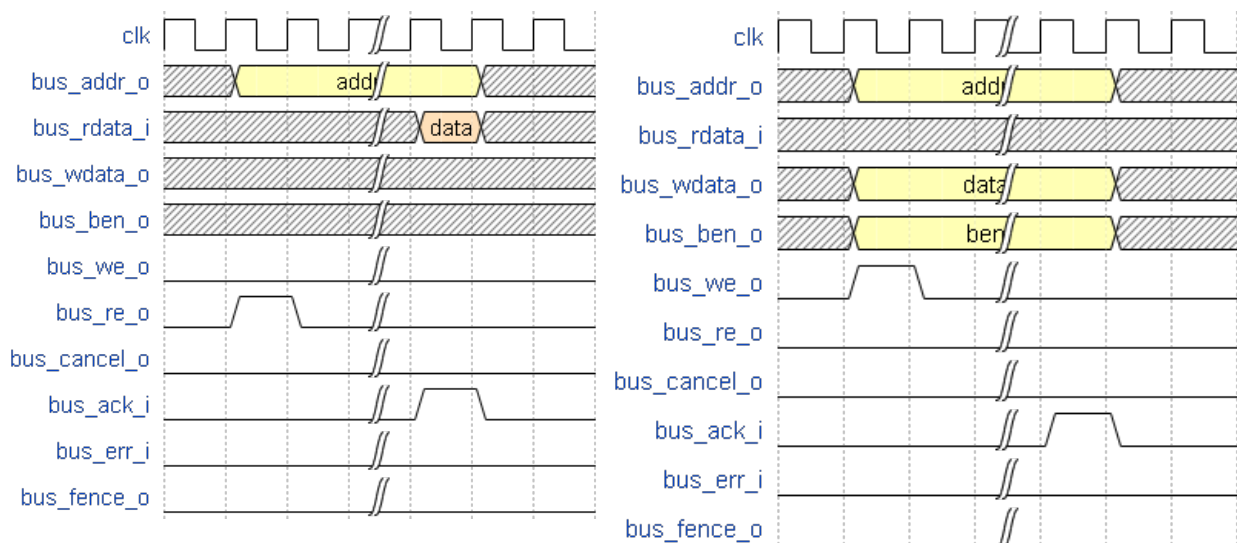 clk
bus_addr_o
addr
bus_rdata_i
data
bus_wdata_o
bus_ben_o
bus_we_o
bus_re_o
bus_cancel_o
bus_ack_i
bus_err_i
bus_fence_o
clk
bus_addr_o
addr
bus_rdata_i
bus_wdata_o
data
bus_ben_o
ben
bus_we_o
bus_re_o
bus_cancel_o
bus_ack_i
bus_err_i
bus_fence_o